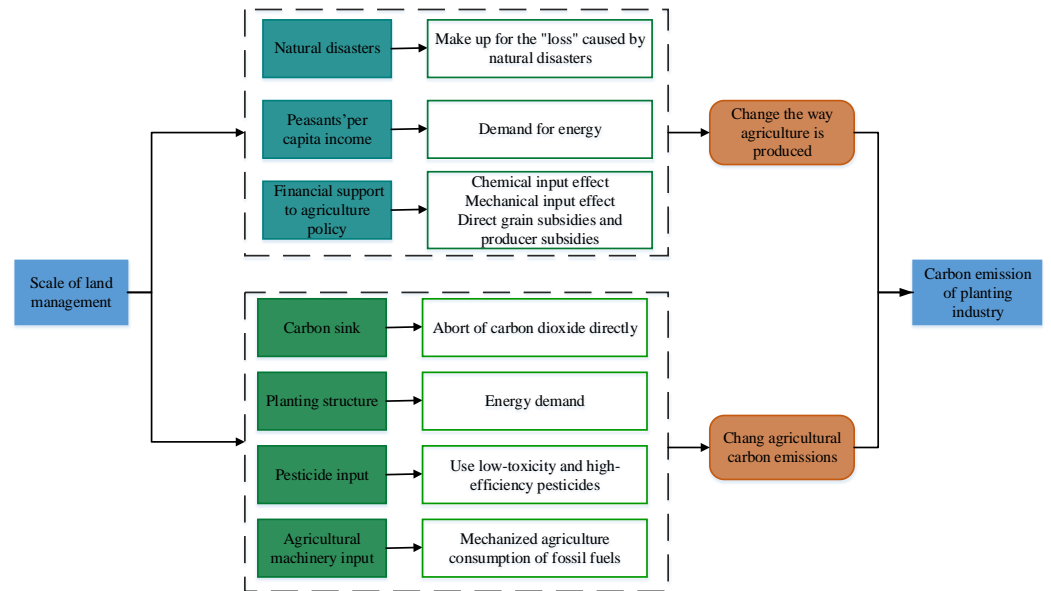 Natural disasters
Make up for the "loss" caused by
natural disasters
Peasants'per
capita income
Demand for energy
Financial support
to agriculture
policy
Chemical input effect
Mechanical input effect
Direct grain subsidies and
producer subsidies
Change the way
agriculture is
produced
Scale of land
management
Carbon emission
of planting
industry
Carbon sink
Abort of carbon dioxide directly
Planting structure
Energy demand
Pesticide input
Use low-toxicity and high-
efficiency pesticides
Agricultural
machinery input
Mechanized agriculture
consumption of fossil fuels
Chang agricultural
carbon emissions